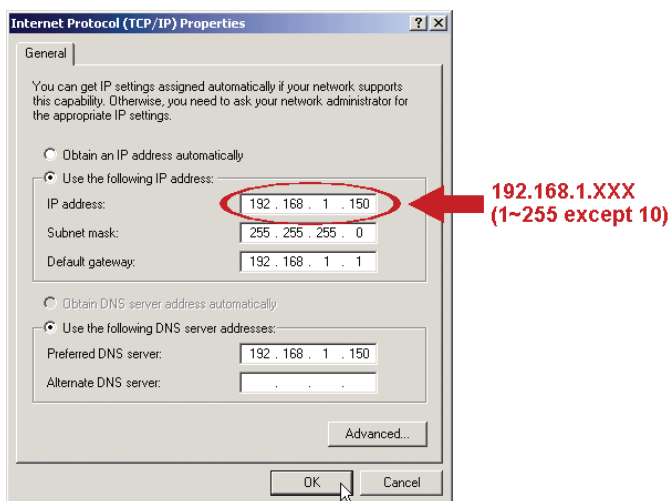 Internet Protocol (TCP/IP) Properties
General
You can get IP settings assigned automatically if your network supports
this capability. Otherwise, you need to ask your network administrator for
the appropriate IP settings.
Obtain an IP address automatically
Use the following IP address:
IP address: 192 . 168 . 1 . 150
192.168.1.XXX
(1~255 except 10)
Subnet mask: 255 . 255 . 255 . 0
Default gateway: 192 . 168 . 1 . 1
Obtain DNS server address automatically
Use the following DNS server addresses:
Preferred DNS server: 192 . 168 . 1 . 150
Alternate DNS server: . . .
Advanced...
OK Cancel